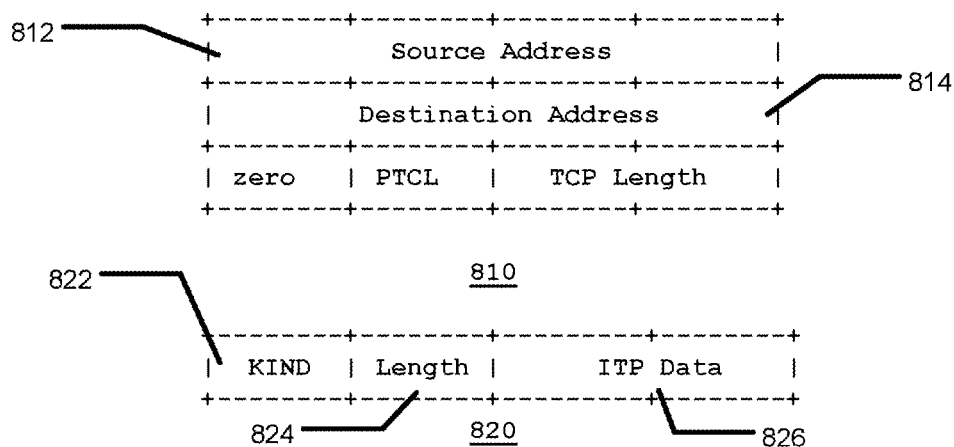 812
Source Address
814
Destination Address
zero PTCL TCP Length
810
822
KIND Length ITP Data
824 820 826